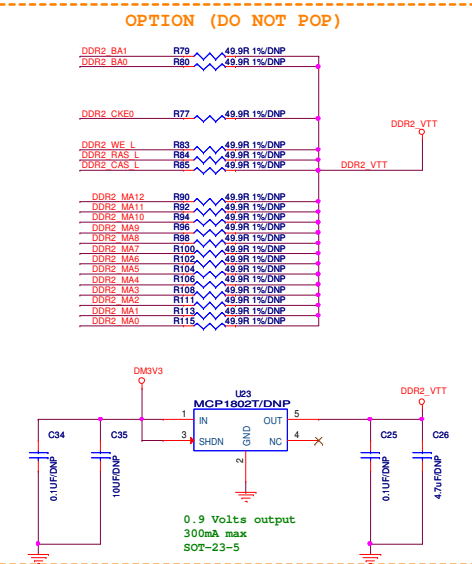 OPTION (DO NOT POP)
DDR2_BA1 R79 49.9R 1%/DNP
DDR2_BA0 R80 49.9R 1%/DNP
DDR2_CKE0 R77 49.9R 1%/DNP
DDR2_VTT
DDR2_WE_L R83 49.9R 1%/DNP
DDR2_RAS_L R84 49.9R 1%/DNP
DDR2_CAS_L R85 49.9R 1%/DNP DDR2_VTT
DDR2_MA12 R90 49.9R 1%/DNP
DDR2_MA11 R92 49.9R 1%/DNP
DDR2_MA10 R94 49.9R 1%/DNP
DDR2_MA9 R96 49.9R 1%/DNP
DDR2_MA8 R98 49.9R 1%/DNP
DDR2_MA7 R100 49.9R 1%/DNP
DDR2_MA6 R102 49.9R 1%/DNP
DDR2_MA5 R104 49.9R 1%/DNP
DDR2_MA4 R106 49.9R 1%/DNP
DDR2_MA3 R108 49.9R 1%/DNP
DDR2_MA2 R111 49.9R 1%/DNP
DDR2_MA1 R113 49.9R 1%/DNP
DDR2_MA0 R115 49.9R 1%/DNP
DM3V3
U23
MCP1802T/DNP
DDR2_VTT
1 IN OUT 5
3 SHDN GND NC 4
2
C34
0.1UF/DNP
C35
10UF/DNP
C25
0.1UF/DNP
C26
4.7uF/DNP
0.9 Volts output
300mA max
SOT-23-5